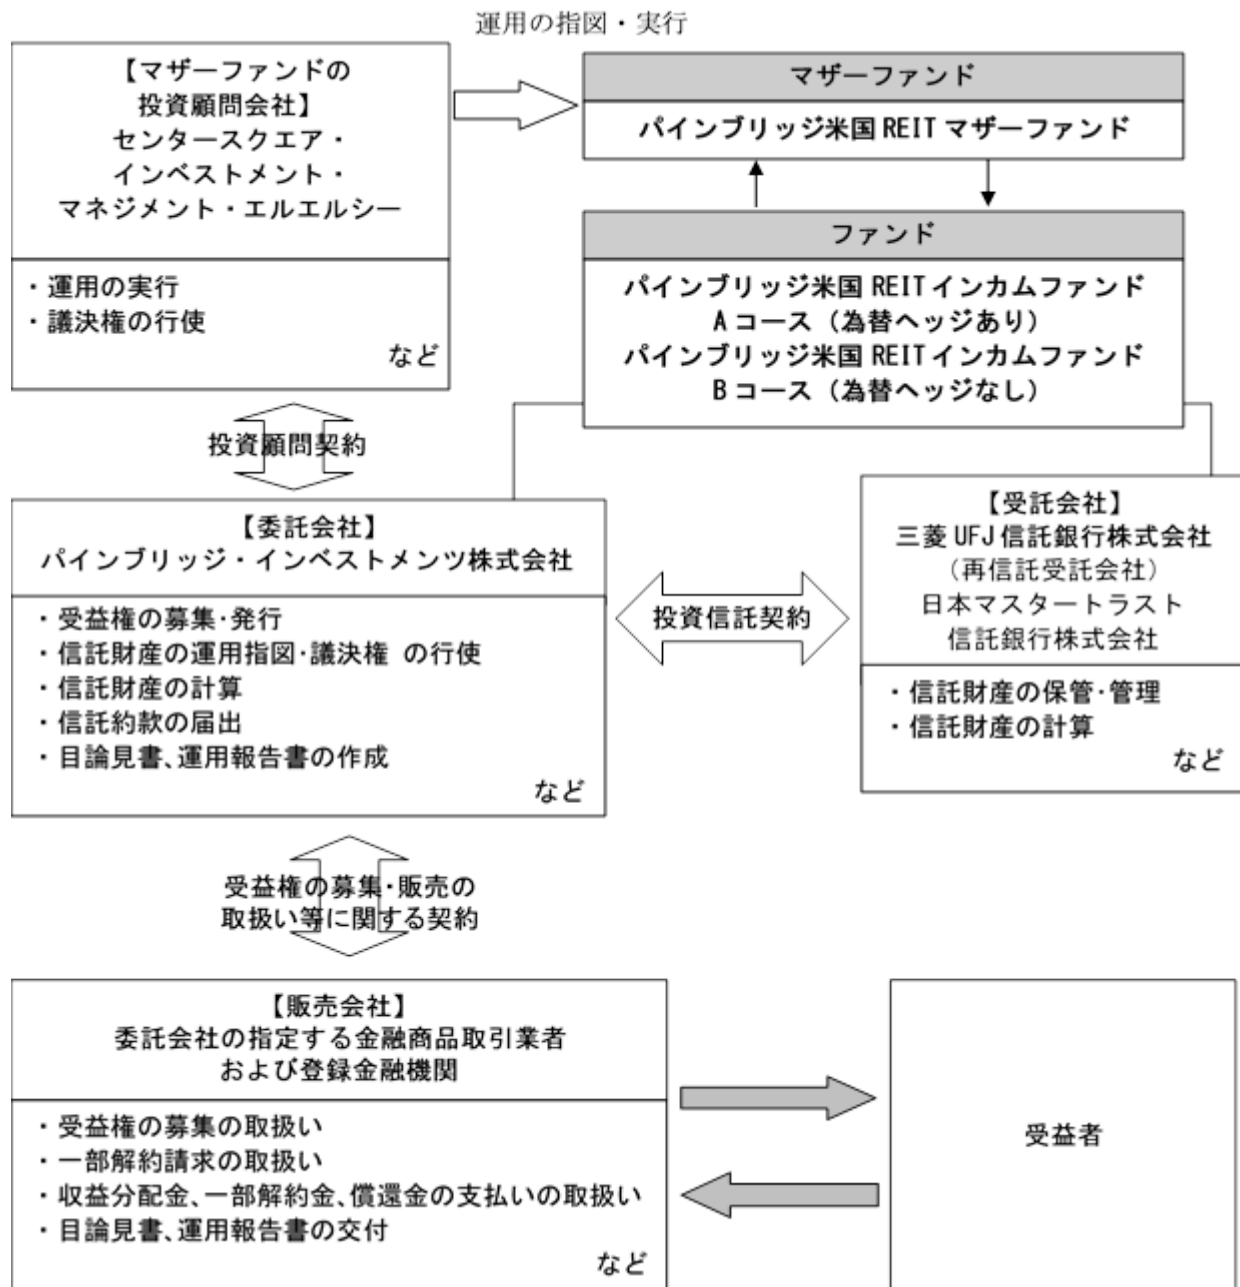 運用の指図・実行
【マザーファンドの
投資顧問会社】
センタースクエア・
インベストメント・
マネジメント・エルエルシー
・運用の実行
・議決権の行使
など
マザーファンド
パインブリッジ米国 REIT マザーファンド
ファンド
パインブリッジ米国 REIT インカムファンド
A コース（為替ヘッジあり）
パインブリッジ米国 REIT インカムファンド
B コース（為替ヘッジなし）
投資顧問契約
【委託会社】
パインブリッジ・インベストメンツ株式会社
・受益権の募集･発行
・信託財産の運用指図･議決権 の行使
・信託財産の計算
・信託約款の届出
・目論見書、運用報告書の作成
など
投資信託契約
【受託会社】
三菱 UFJ 信託銀行株式会社
（再信託受託会社）
日本マスタートラスト
信託銀行株式会社
・信託財産の保管･管理
・信託財産の計算
など
受益権の募集･販売の
取扱い等に関する契約
【販売会社】
委託会社の指定する金融商品取引業者
および登録金融機関
・受益権の募集の取扱い
・一部解約請求の取扱い
・収益分配金、一部解約金、償還金の支払いの取扱い
・目論見書、運用報告書の交付
など
受益者